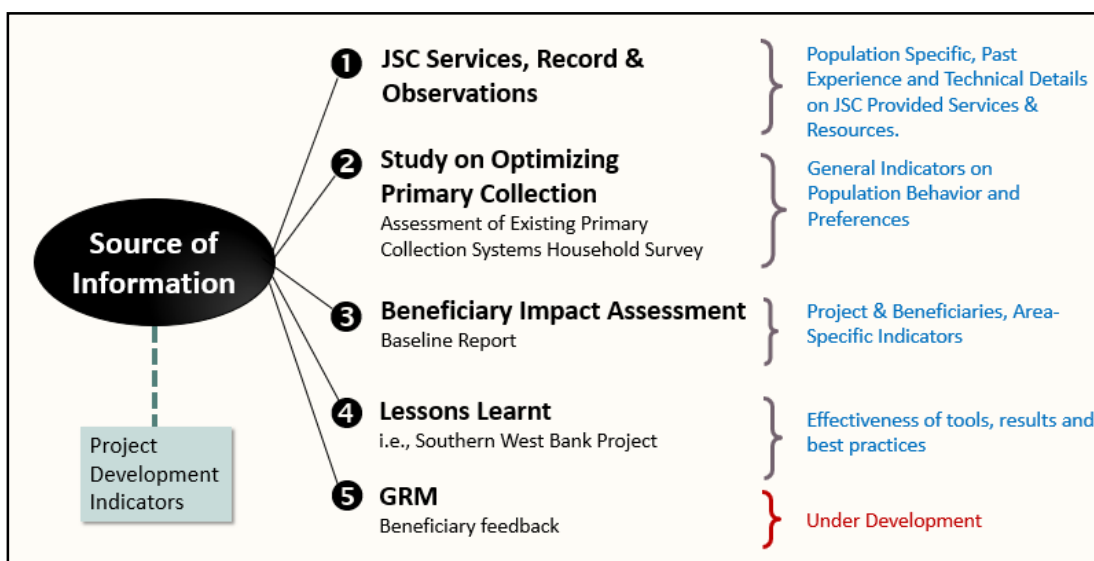 Source of
Information
Project
Development
Indicators
1 JSC Services, Record &
Observations
Population Specific, Past
Experience and Technical Details
on JSC Provided Services &
Resources.
2 Study on Optimizing
Primary Collection
Assessment of Existing Primary
Collection Systems Household Survey
General Indicators on
Population Behavior and
Preferences
3 Beneficiary Impact Assessment
Baseline Report
Project & Beneficiaries, Area-
Specific Indicators
4 Lessons Learnt
i.e., Southern West Bank Project
Effectiveness of tools, results and
best practices
5 GRM
Beneficiary feedback
Under Development